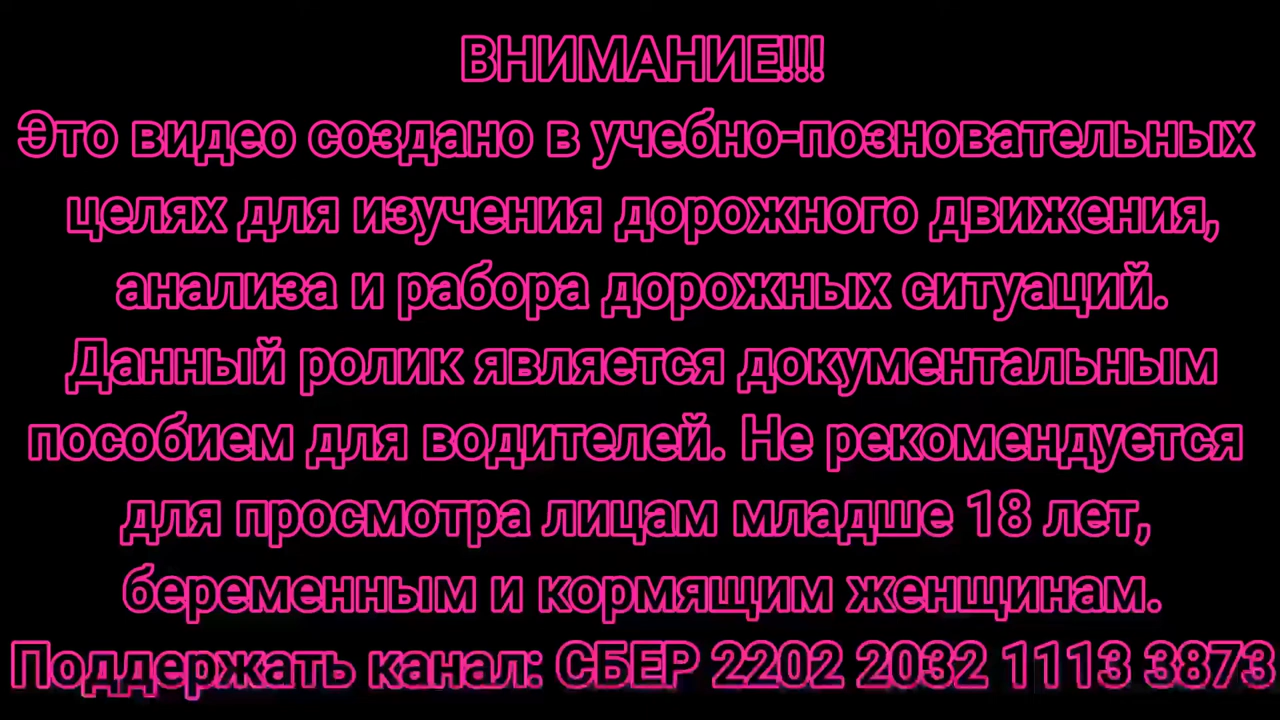 ВНИМАНИЕ!!!
Это видео создано в учебно-позновательных
целях для изучения дорожного движения,
анализа и рабора дорожных ситуаций.
Данный ролик является документальным
пособием для водителей. Не рекомендуется
для просмотра лицам младше 18 лет,
беременным и кормящим женщинам.
Поддержать канал: СБЕР 2202 2032 1113 3873